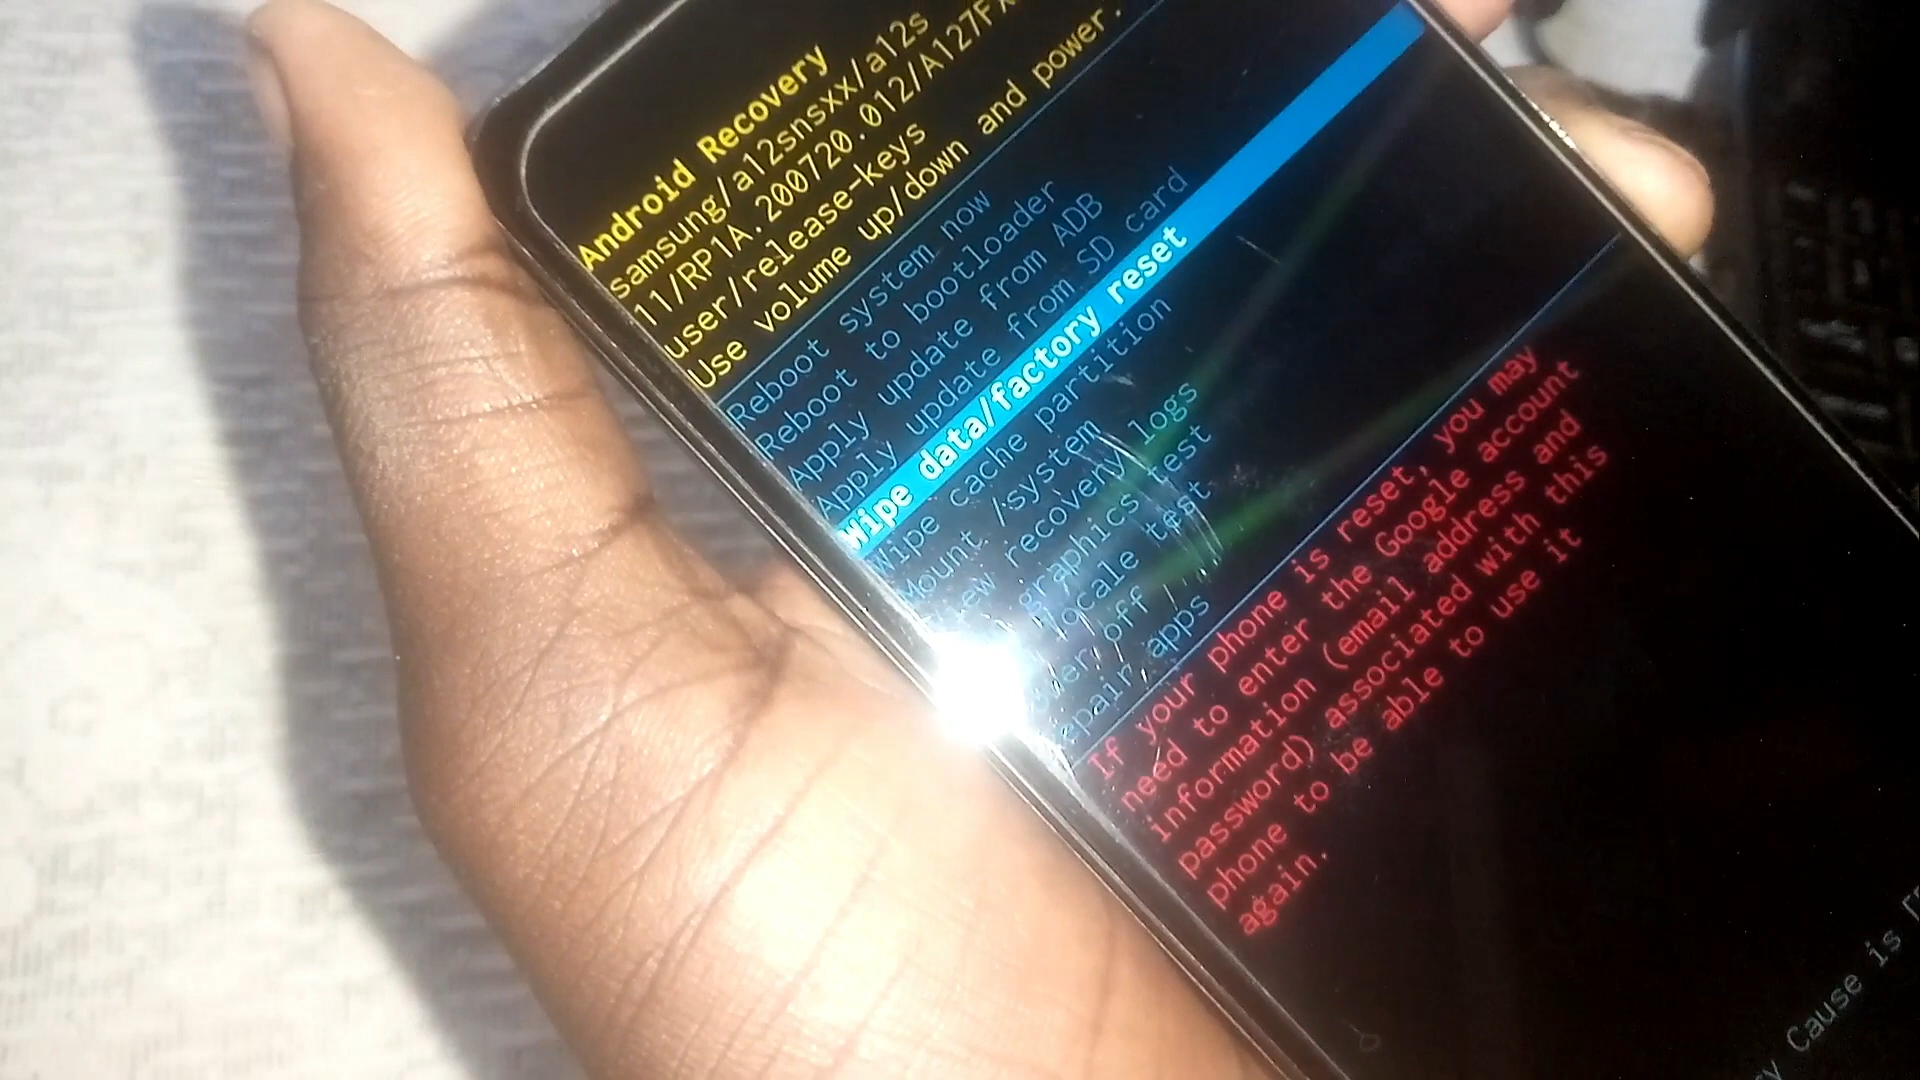 Android Recovery
samsung/a12snsxx/a12s
11/RP1A.200720.012/A127F
user/release-keys
Use volume up/down and power.
Reboot system now
Reboot to bootloader
Apply update from ADB
Apply update from SD card
Wipe data/factory reset
Wipe cache partition
Mount /system
recovery logs
graphics test
locale test
off
apps
If your phone is reset, you may
need to enter the Google account
information (email address and
password) associated with this
phone to be able to use it
again.
Cause is